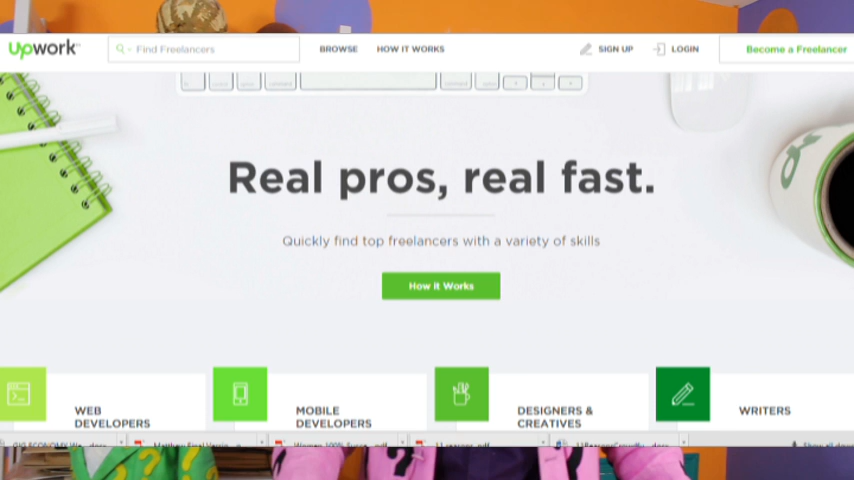 Upwork
Find Freelancers
BROWSE
HOW IT WORKS
SIGN UP
LOGIN
Become a Freelancer
Real pros, real fast.
Quickly find top freelancers with a variety of skills
How it Works
WEB
DEVELOPERS
MOBILE
DEVELOPERS
DESIGNERS &
CREATIVES
WRITERS